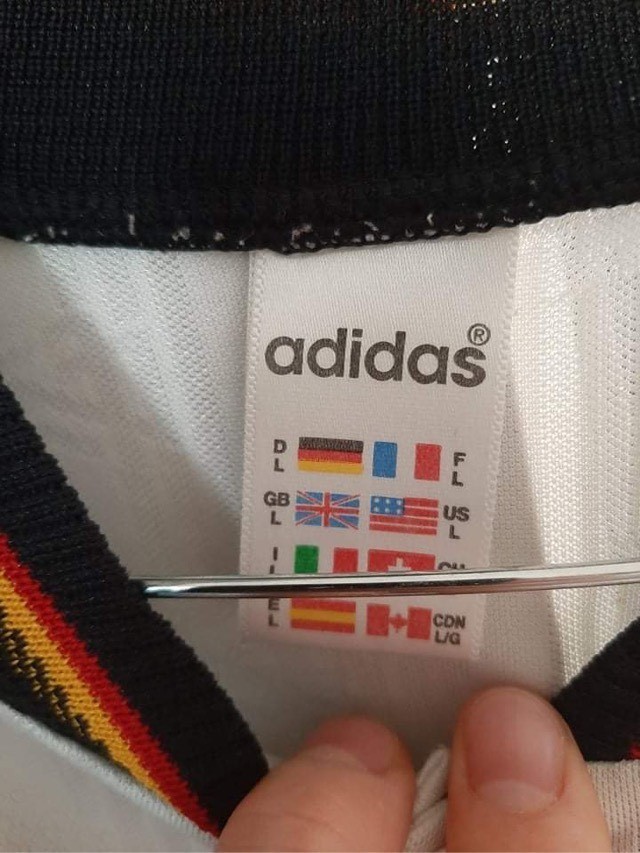 adidas®
D F
L L
GB US
L L
I
E CDN
L L/G